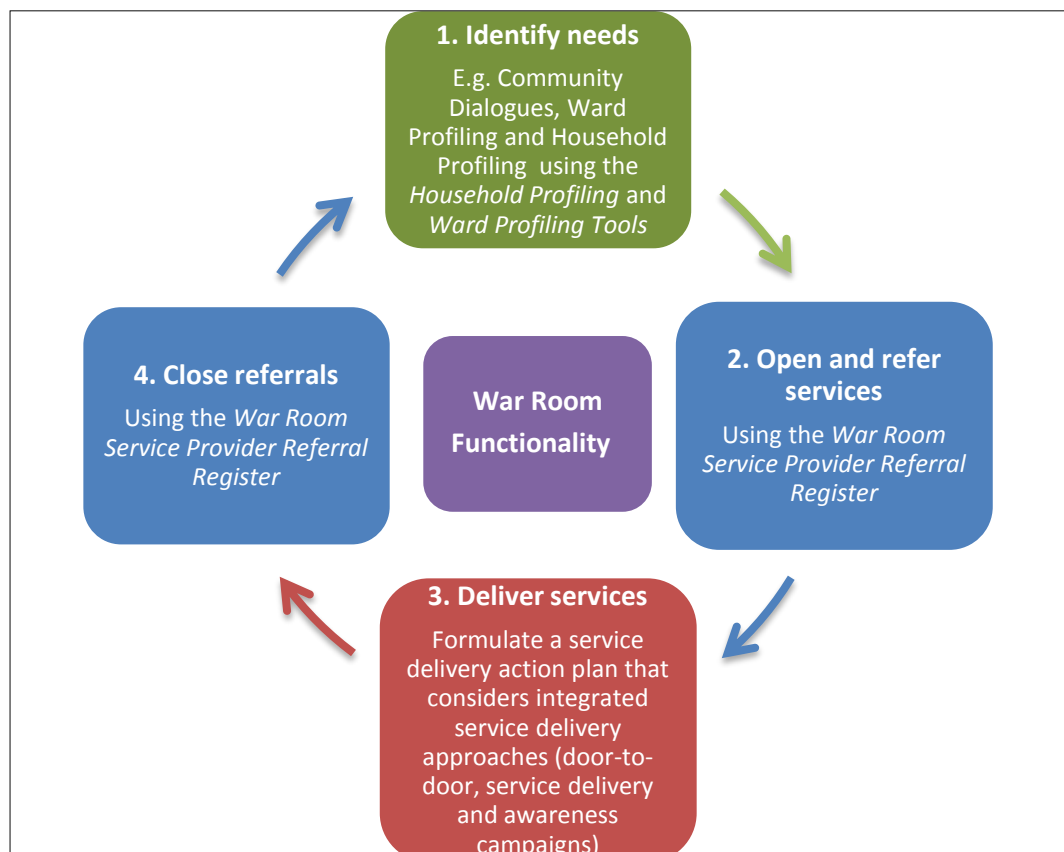 1. Identify needs
E.g. Community
Dialogues, Ward
Profiling and Household
Profiling using the
Household Profiling and
Ward Profiling Tools
2. Open and refer
services
Using the War Room
Service Provider Referral
Register
3. Deliver services
Formulate a service
delivery action plan that
considers integrated
service delivery
approaches (door-to-
door, service delivery
and awareness
campaigns)
4. Close referrals
Using the War Room
Service Provider Referral
Register
War Room
Functionality